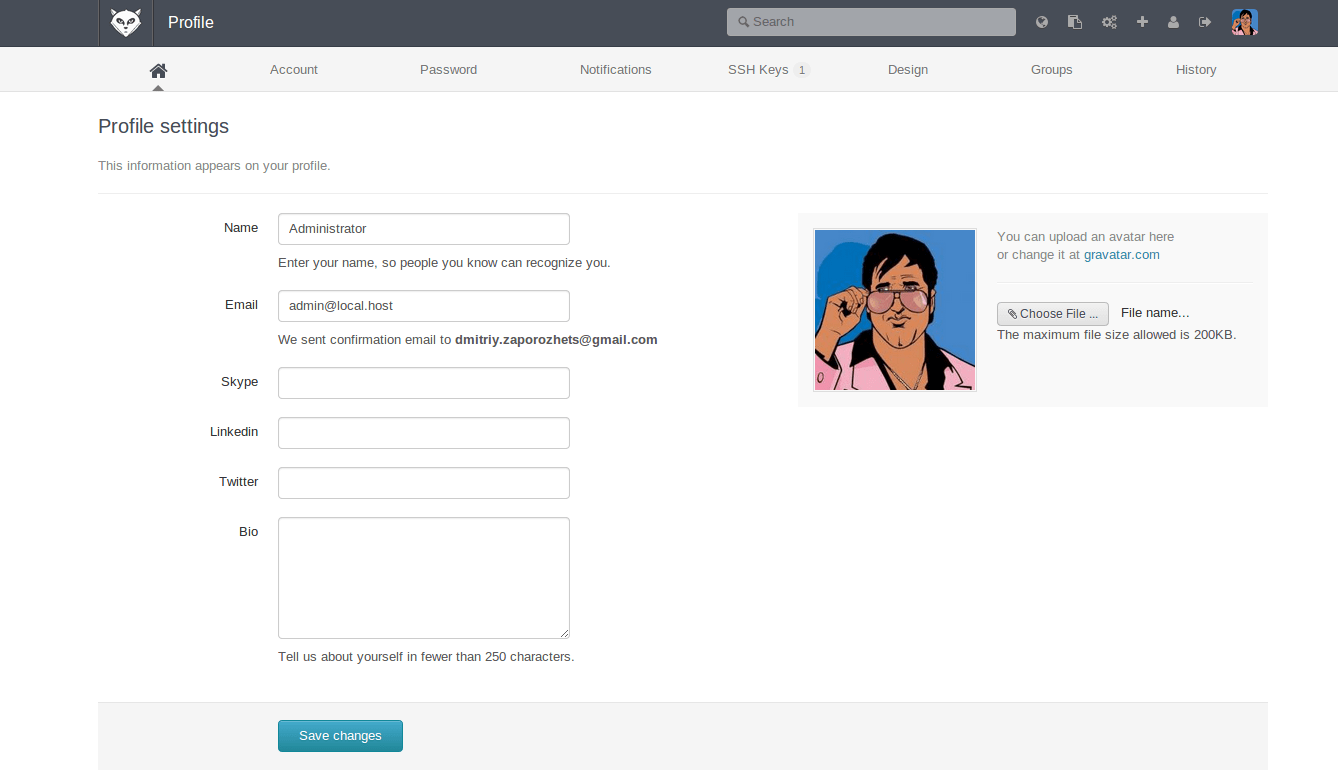 Profile
Search
Account
Password
Notifications
SSH Keys 1
Design
Groups
History
Profile settings
This information appears on your profile.
Name
Administrator
Enter your name, so people you know can recognize you.
Email
admin@local.host
We sent confirmation email to dmitriy.zaporozhets@gmail.com
Skype
Linkedin
Twitter
Bio
Tell us about yourself in fewer than 250 characters.
Save changes
You can upload an avatar here
or change it at gravatar.com
Choose File ...
File name...
The maximum file size allowed is 200KB.